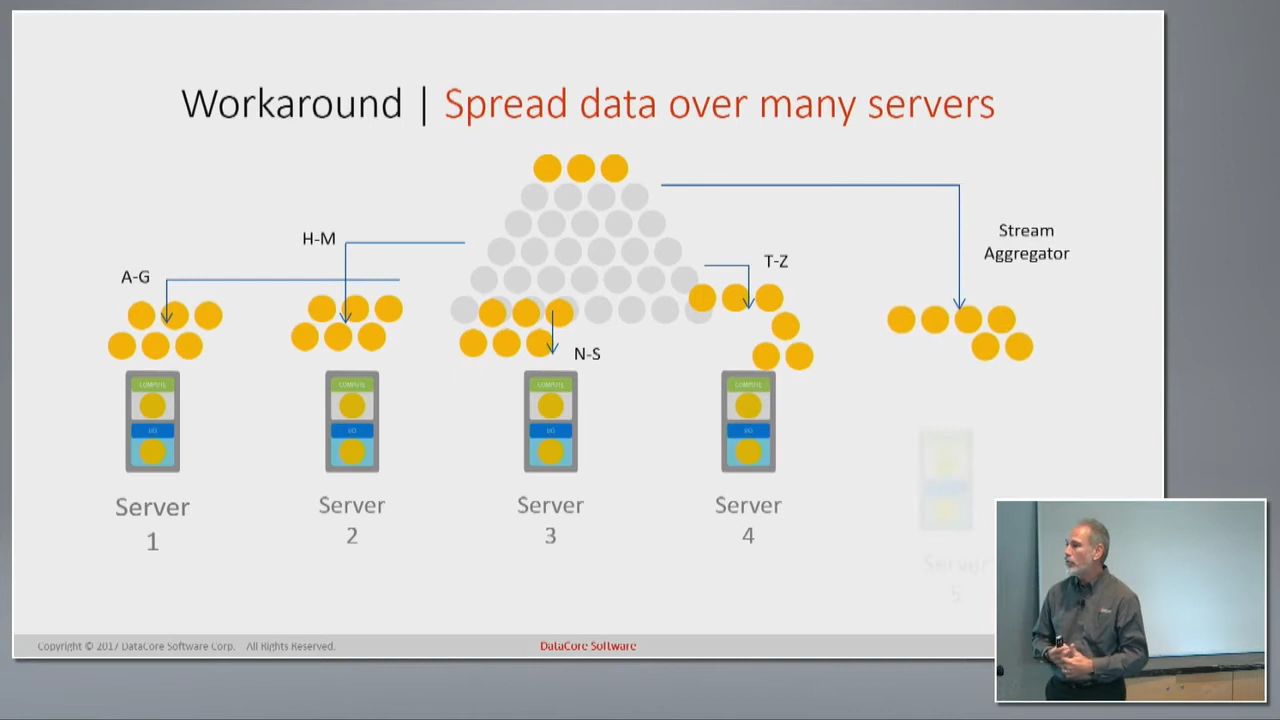 Workaround | Spread data over many servers
Stream
Aggregator
H-M
T-Z
A-G
N-S
COMPUTE
COMPUTE
COMPUTE
COMPUTE
I/O
I/O
I/O
I/O
Server
1
Server
2
Server
3
Server
4
Server
5
Copyright © 2017 DataCore Software Corp. All Rights Reserved.
DataCore Software